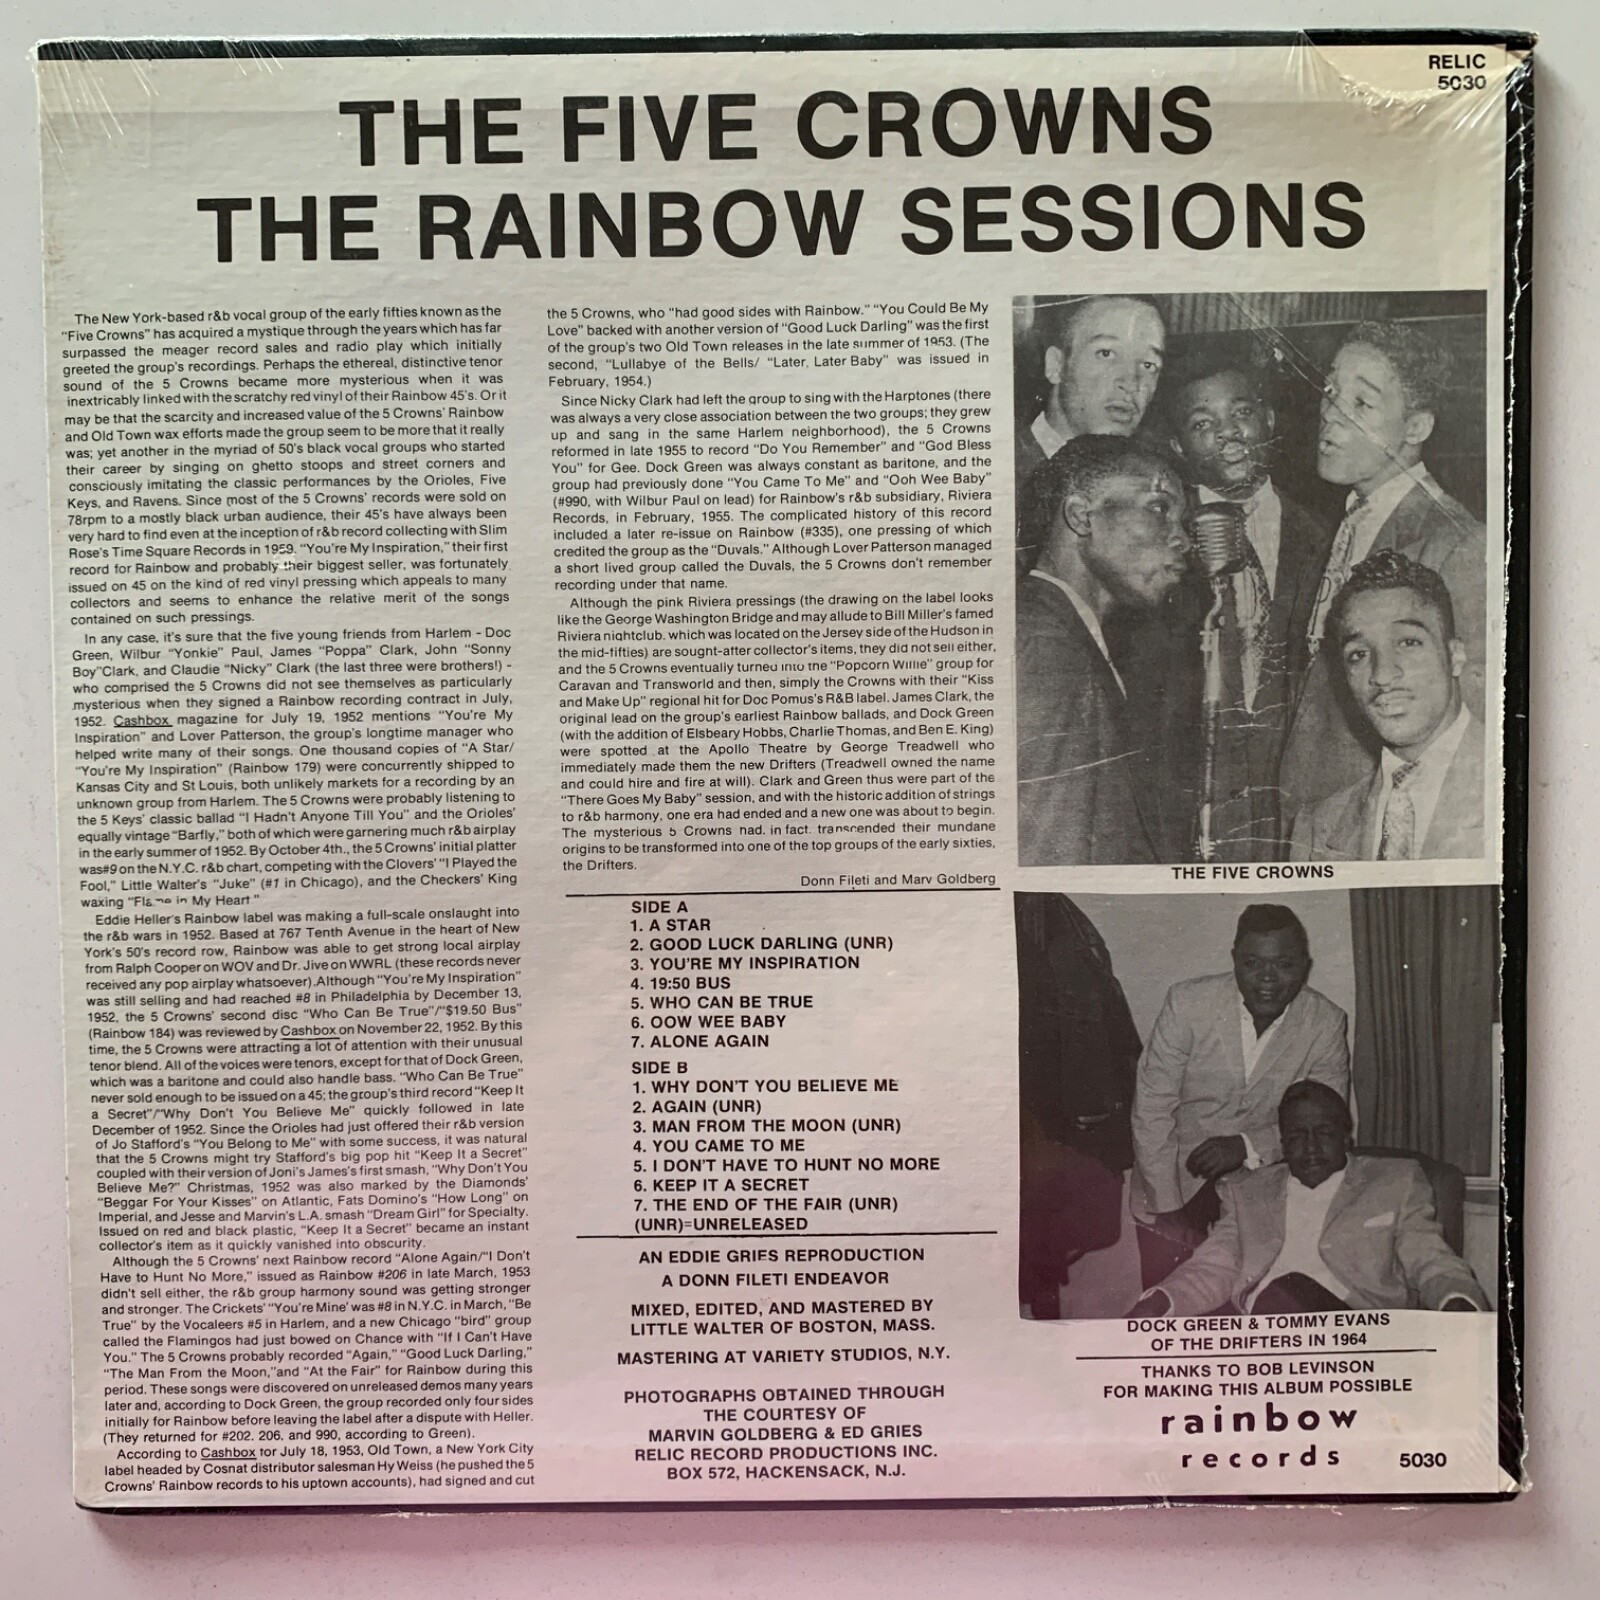 RELIC
5030
THE FIVE CROWNS
THE RAINBOW SESSIONS
The New York-based r&b vocal group of the early fifties known as the
"Five Crowns" has acquired a mystique through the years which has far
surpassed the meager record sales and radio play which initially
greeted the group's recordings. Perhaps the ethereal, distinctive tenor
sound of the 5 Crowns became more mysterious when it was
inextricably linked with the scratchy red vinyl of their Rainbow 45's. Or it
may be that the scarcity and increased value of the 5 Crowns' Rainbow
and Old Town wax efforts made the group seem to be more that it really
was; yet another in the myriad of 50's black vocal groups who started
their career by singing on ghetto stoops and street corners and
consciously imitating the classic performances by the Orioles, Five
Keys, and Ravens. Since most of the 5 Crowns' records were sold on
78rpm to a mostly black urban audience, their 45's have always been
very hard to find even at the inception of r&b record collecting with Slim
Rose's Time Square Records in 1959. "You're My Inspiration," their first
record for Rainbow and probably their biggest seller, was fortunately
issued on 45 on the kind of red vinyl pressing which appeals to many
collectors and seems to enhance the relative merit of the songs
contained on such pressings.
In any case, it's sure that the five young friends from Harlem - Doc
Green, Wilbur "Yonkie" Paul, James "Poppa" Clark, John "Sonny
Boy"Clark, and Claudie "Nicky" Clark (the last three were brothers!) -
who comprised the 5 Crowns did not see themselves as particularly
mysterious when they signed a Rainbow recording contract in July,
1952. Cashbox magazine for July 19, 1952 mentions "You're My
Inspiration" and Lover Patterson, the group's longtime manager who
helped write many of their songs. One thousand copies of "A Star/
"You're My Inspiration" (Rainbow 179) were concurrently shipped to
Kansas City and St Louis, both unlikely markets for a recording by an
unknown group from Harlem. The 5 Crowns were probably listening to
the 5 Keys' classic ballad "I Hadn't Anyone Till You" and the Orioles'
equally vintage "Barfly," both of which were garnering much r&b airplay
in the early summer of 1952. By October 4th., the 5 Crowns' initial platter
was#9 on the N.Y.C. r&b chart, competing with the Clovers' "I Played the
Fool," Little Walter's "Juke" (#1 in Chicago), and the Checkers' King
waxing "Flame in My Heart."
Eddie Heller's Rainbow label was making a full-scale onslaught into
the r&b wars in 1952. Based at 767 Tenth Avenue in the heart of New
York's 50's record row, Rainbow was able to get strong local airplay
from Ralph Cooper on WOV and Dr. Jive on WWRL (these records never
received any pop airplay whatsoever).Although "You're My Inspiration"
was still selling and had reached #8 in Philadelphia by December 13,
1952, the 5 Crowns' second disc "Who Can Be True"/"$19.50 Bus"
(Rainbow 184) was reviewed by Cashbox on November 22, 1952. By this
time, the 5 Crowns were attracting a lot of attention with their unusual
tenor blend. All of the voices were tenors, except for that of Dock Green,
which was a baritone and could also handle bass. "Who Can Be True"
never sold enough to be issued on a 45; the group's third record "Keep It
a Secret"/"Why Don't You Believe Me" quickly followed in late
December of 1952. Since the Orioles had just offered their r&b version
of Jo Stafford's "You Belong to Me" with some success, it was natural
that the 5 Crowns might try Stafford's big pop hit "Keep It a Secret"
coupled with their version of Joni's James's first smash, "Why Don't You
Believe Me?" Christmas, 1952 was also marked by the Diamonds'
"Beggar For Your Kisses" on Atlantic, Fats Domino's "How Long" on
Imperial, and Jesse and Marvin's L.A. smash "Dream Girl" for Specialty.
Issued on red and black plastic, "Keep It a Secret" became an instant
collector's item as it quickly vanished into obscurity.
Although the 5 Crowns' next Rainbow record "Alone Again/"I Don't
Have to Hunt No More," issued as Rainbow #206 in late March, 1953
didn't sell either, the r&b group harmony sound was getting stronger
and stronger. The Crickets' "You're Mine' was #8 in N.Y.C. in March, "Be
True" by the Vocaleers #5 in Harlem, and a new Chicago "bird" group
called the Flamingos had just bowed on Chance with "If I Can't Have
You." The 5 Crowns probably recorded "Again," "Good Luck Darling,"
"The Man From the Moon,"and "At the Fair" for Rainbow during this
period. These songs were discovered on unreleased demos many years
later and, according to Dock Green, the group recorded only four sides
initially for Rainbow before leaving the label after a dispute with Heller.
(They returned for #202, 206, and 990, according to Green).
According to Cashbox for July 18, 1953, Old Town, a New York City
label headed by Cosnat distributor salesman Hy Weiss (he pushed the 5
Crowns' Rainbow records to his uptown accounts), had signed and cut
the 5 Crowns, who "had good sides with Rainbow." "You Could Be My
Love" backed with another version of "Good Luck Darling" was the first
of the group's two Old Town releases in the late summer of 1953. (The
second, "Lullabye of the Bells/ "Later, Later Baby" was issued in
February, 1954.)
Since Nicky Clark had left the group to sing with the Harptones (there
was always a very close association between the two groups; they grew
up and sang in the same Harlem neighborhood), the 5 Crowns
reformed in late 1955 to record "Do You Remember" and "God Bless
You" for Gee. Dock Green was always constant as baritone, and the
group had previously done "You Came To Me" and "Ooh Wee Baby"
(#990, with Wilbur Paul on lead) for Rainbow's r&b subsidiary, Riviera
Records, in February, 1955. The complicated history of this record
included a later re-issue on Rainbow (#335), one pressing of which
credited the group as the "Duvals." Although Lover Patterson managed
a short lived group called the Duvals, the 5 Crowns don't remember
recording under that name.
Although the pink Riviera pressings (the drawing on the label looks
like the George Washington Bridge and may allude to Bill Miller's famed
Riviera nightclub, which was located on the Jersey side of the Hudson in
the mid-fifties) are sougnt-after collector's items, they did not sell either,
and the 5 Crowns eventually turned into the "Popcorn Willie" group for
Caravan and Transworld and then, simply the Crowns with their "Kiss
and Make Up" regional hit for Doc Pomus's R&B label. James Clark, the
original lead on the group's earliest Rainbow ballads, and Dock Green
(with the addition of Elsbeary Hobbs, Charlie Thomas, and Ben E. King)
were spotted at the Apollo Theatre by George Treadwell who
immediately made them the new Drifters (Treadwell owned the name
and could hire and fire at will). Clark and Green thus were part of the
"There Goes My Baby" session, and with the historic addition of strings
to r&b harmony, one era had ended and a new one was about to begin.
The mysterious 5 Crowns had, in fact, transcended their mundane
origins to be transformed into one of the top groups of the early sixties,
the Drifters.
Donn Fileti and Marv Goldberg
SIDE A
1. A STAR
2. GOOD LUCK DARLING (UNR)
3. YOU'RE MY INSPIRATION
4. 19:50 BUS
5. WHO CAN BE TRUE
6. OOW WEE BABY
7. ALONE AGAIN
SIDE B
1. WHY DON'T YOU BELIEVE ME
2. AGAIN (UNR)
3. MAN FROM THE MOON (UNR)
4. YOU CAME TO ME
5. I DON'T HAVE TO HUNT NO MORE
6. KEEP IT A SECRET
7. THE END OF THE FAIR (UNR)
(UNR)=UNRELEASED
AN EDDIE GRIES REPRODUCTION
A DONN FILETI ENDEAVOR
MIXED, EDITED, AND MASTERED BY
LITTLE WALTER OF BOSTON, MASS.
MASTERING AT VARIETY STUDIOS, N.Y.
PHOTOGRAPHS OBTAINED THROUGH
THE COURTESY OF
MARVIN GOLDBERG & ED GRIES
RELIC RECORD PRODUCTIONS INC.
BOX 572, HACKENSACK, N.J.
THE FIVE CROWNS
DOCK GREEN & TOMMY EVANS
OF THE DRIFTERS IN 1964
THANKS TO BOB LEVINSON
FOR MAKING THIS ALBUM POSSIBLE
rainbow
records
5030